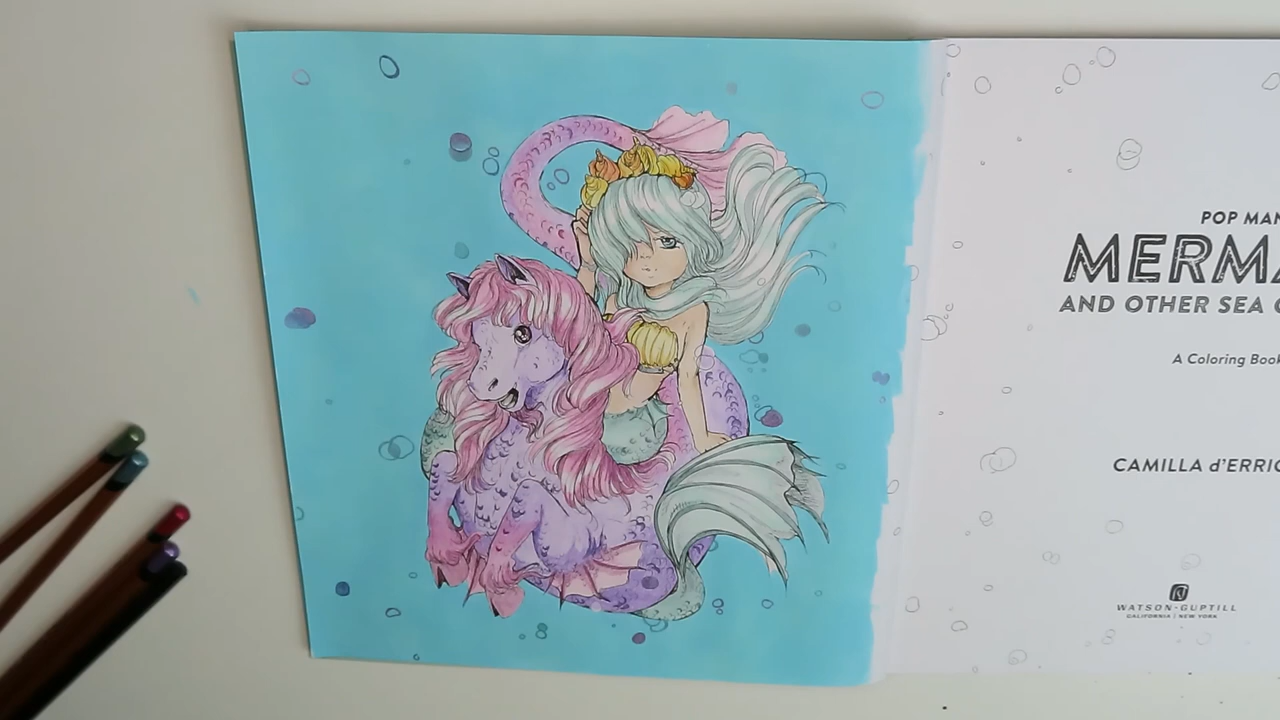 POP MAN
MERMA
AND OTHER SEA C
A Coloring Book
CAMILLA d'ERRIC
WATSON-GUPTILL
CALIFORNIA | NEW YORK